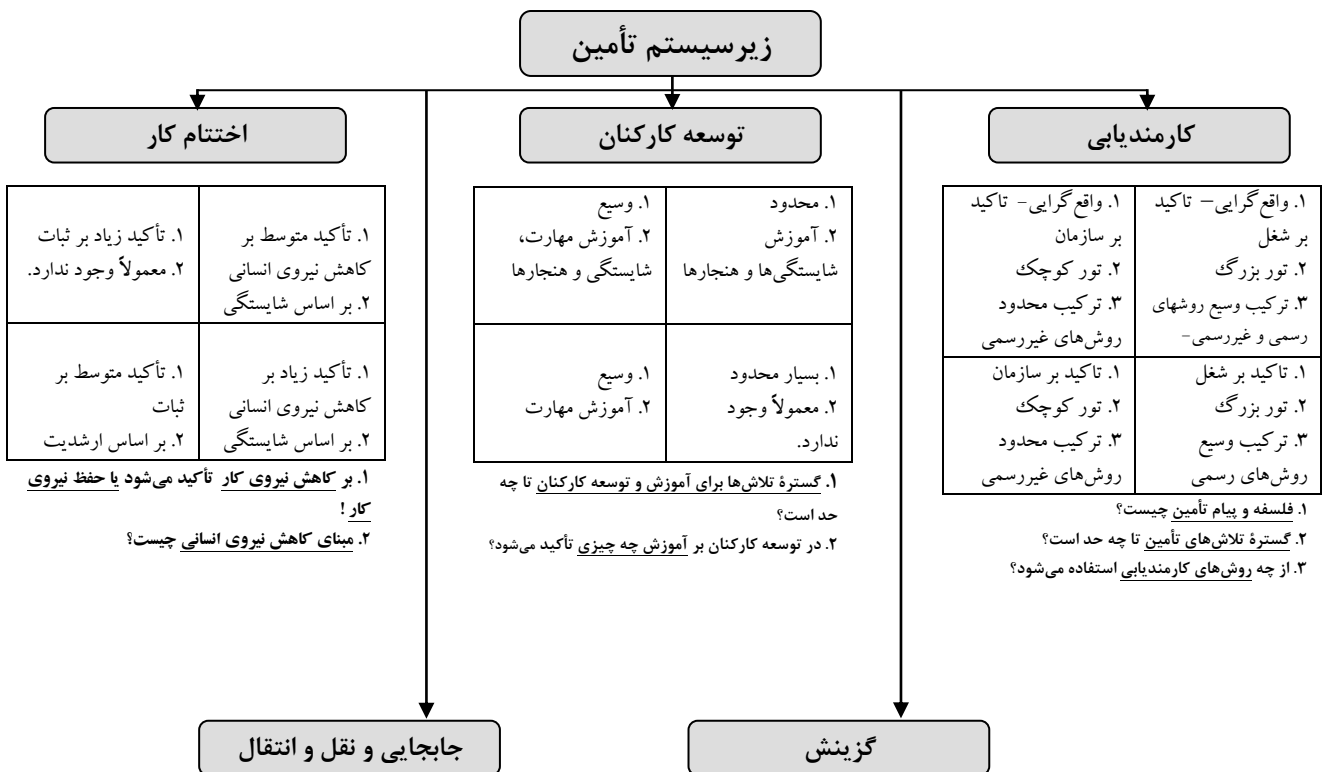 زیرسیستم تأمین
کارمندیابی
توسعه کارکنان
اختتام کار
۱. واقع‌گرایی– تاکید
بر شغل
۲. تور بزرگ
۳. ترکیب وسیع روشهای
رسمی و غیررسمی-
۱. واقع‌گرایی- تاکید
بر سازمان
۲. تور کوچک
۳. ترکیب محدود
روش‌های غیررسمی
۱. تاکید بر شغل
۲. تور بزرگ
۳. ترکیب وسیع
روش‌های رسمی
۱. تاکید بر سازمان
۲. تور کوچک
۳. ترکیب محدود
روش‌های غیررسمی
۱. فلسفه و پیام تأمین چیست؟
۲. گسترۀ تلاش‌های تأمین تا چه حد است؟
۳. از چه روش‌های کارمندیابی استفاده می‌شود؟
۱. محدود
۲. آموزش
شایستگی‌ها و هنجارها
۱. وسیع
۲. آموزش مهارت،
شایستگی و هنجارها
۱. بسیار محدود
۲. معمولاً وجود
ندارد.
۱. وسیع
۲. آموزش مهارت
۱. گسترۀ تلاش‌ها برای آموزش و توسعه کارکنان تا چه
حد است؟
۲. در توسعه کارکنان بر آموزش چه چیزی تأکید می‌شود؟
۱. تأکید متوسط بر
کاهش نیروی انسانی
۲. بر اساس شایستگی
۱. تأکید زیاد بر ثبات
۲. معمولاً وجود ندارد.
۱. تأکید زیاد بر
کاهش نیروی انسانی
۲. بر اساس شایستگی
۱. تأکید متوسط بر
ثبات
۲. بر اساس ارشدیت
۱. بر کاهش نیروی کار تأکید می‌شود یا حفظ نیروی
کار !
۲. مبنای کاهش نیروی انسانی چیست؟
گزینش
جابجایی و نقل و انتقال